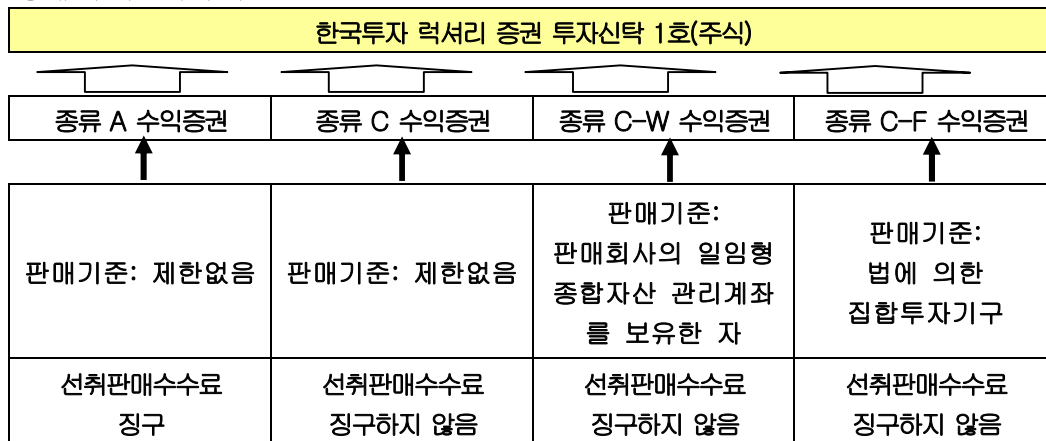 한국투자 럭셔리 증권 투자신탁 1호(주식)
종류 A 수익증권
종류 C 수익증권
종류 C-W 수익증권
종류 C-F 수익증권
판매기준: 제한없음
판매기준: 제한없음
판매기준:
판매회사의 일임형
종합자산 관리계좌
를 보유한 자
판매기준:
법에 의한
집합투자기구
선취판매수수료
징구
선취판매수수료
징구하지 않음
선취판매수수료
징구하지 않음
선취판매수수료
징구하지 않음